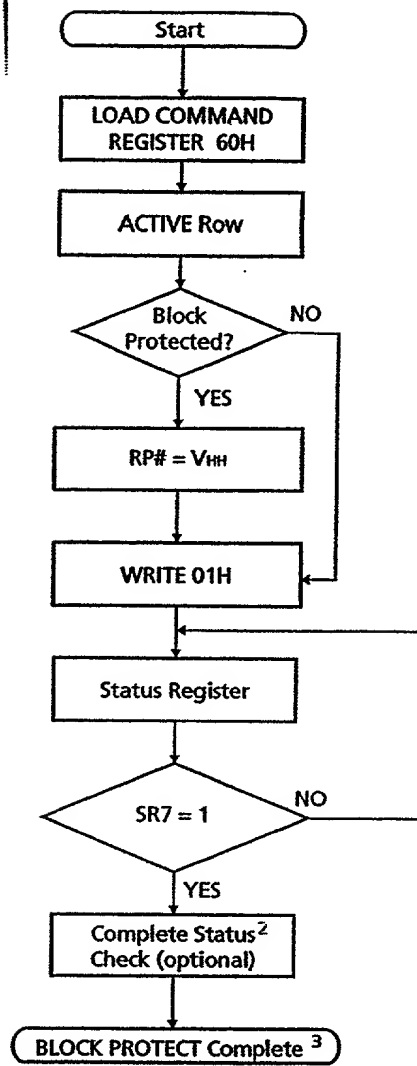 Start
LOAD COMMAND
REGISTER 60H
ACTIVE Row
Block
Protected?
NO
YES
RP# = VHH
WRITE 01H
Status Register
SR7 = 1
NO
YES
Complete Status2
Check (optional)
BLOCK PROTECT Complete 3